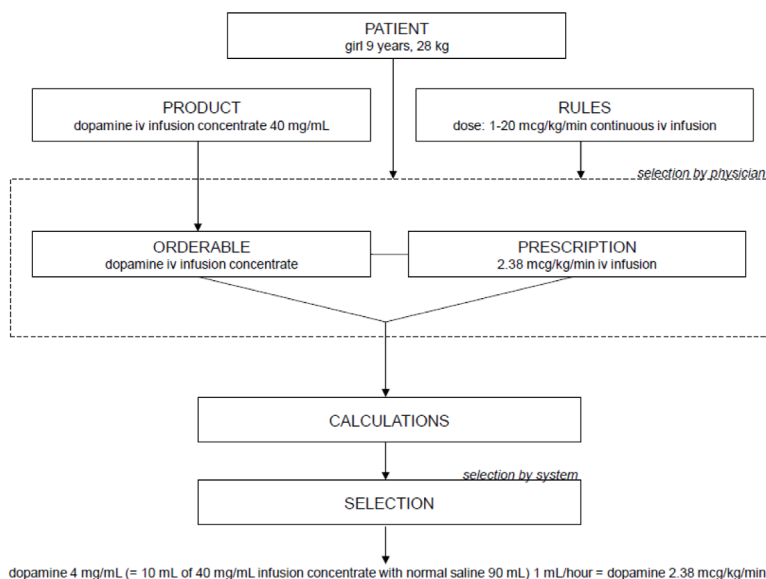 PATIENT
girl 9 years, 28 kg
PRODUCT
dopamine iv infusion concentrate 40 mg/mL
RULES
dose: 1-20 mcg/kg/min continuous iv infusion
selection by physician
ORDERABLE
dopamine iv infusion concentrate
PRESCRIPTION
2.38 mcg/kg/min iv infusion
CALCULATIONS
selection by system
SELECTION
dopamine 4 mg/mL (= 10 mL of 40 mg/mL infusion concentrate with normal saline 90 mL) 1 mL/hour = dopamine 2.38 mcg/kg/min